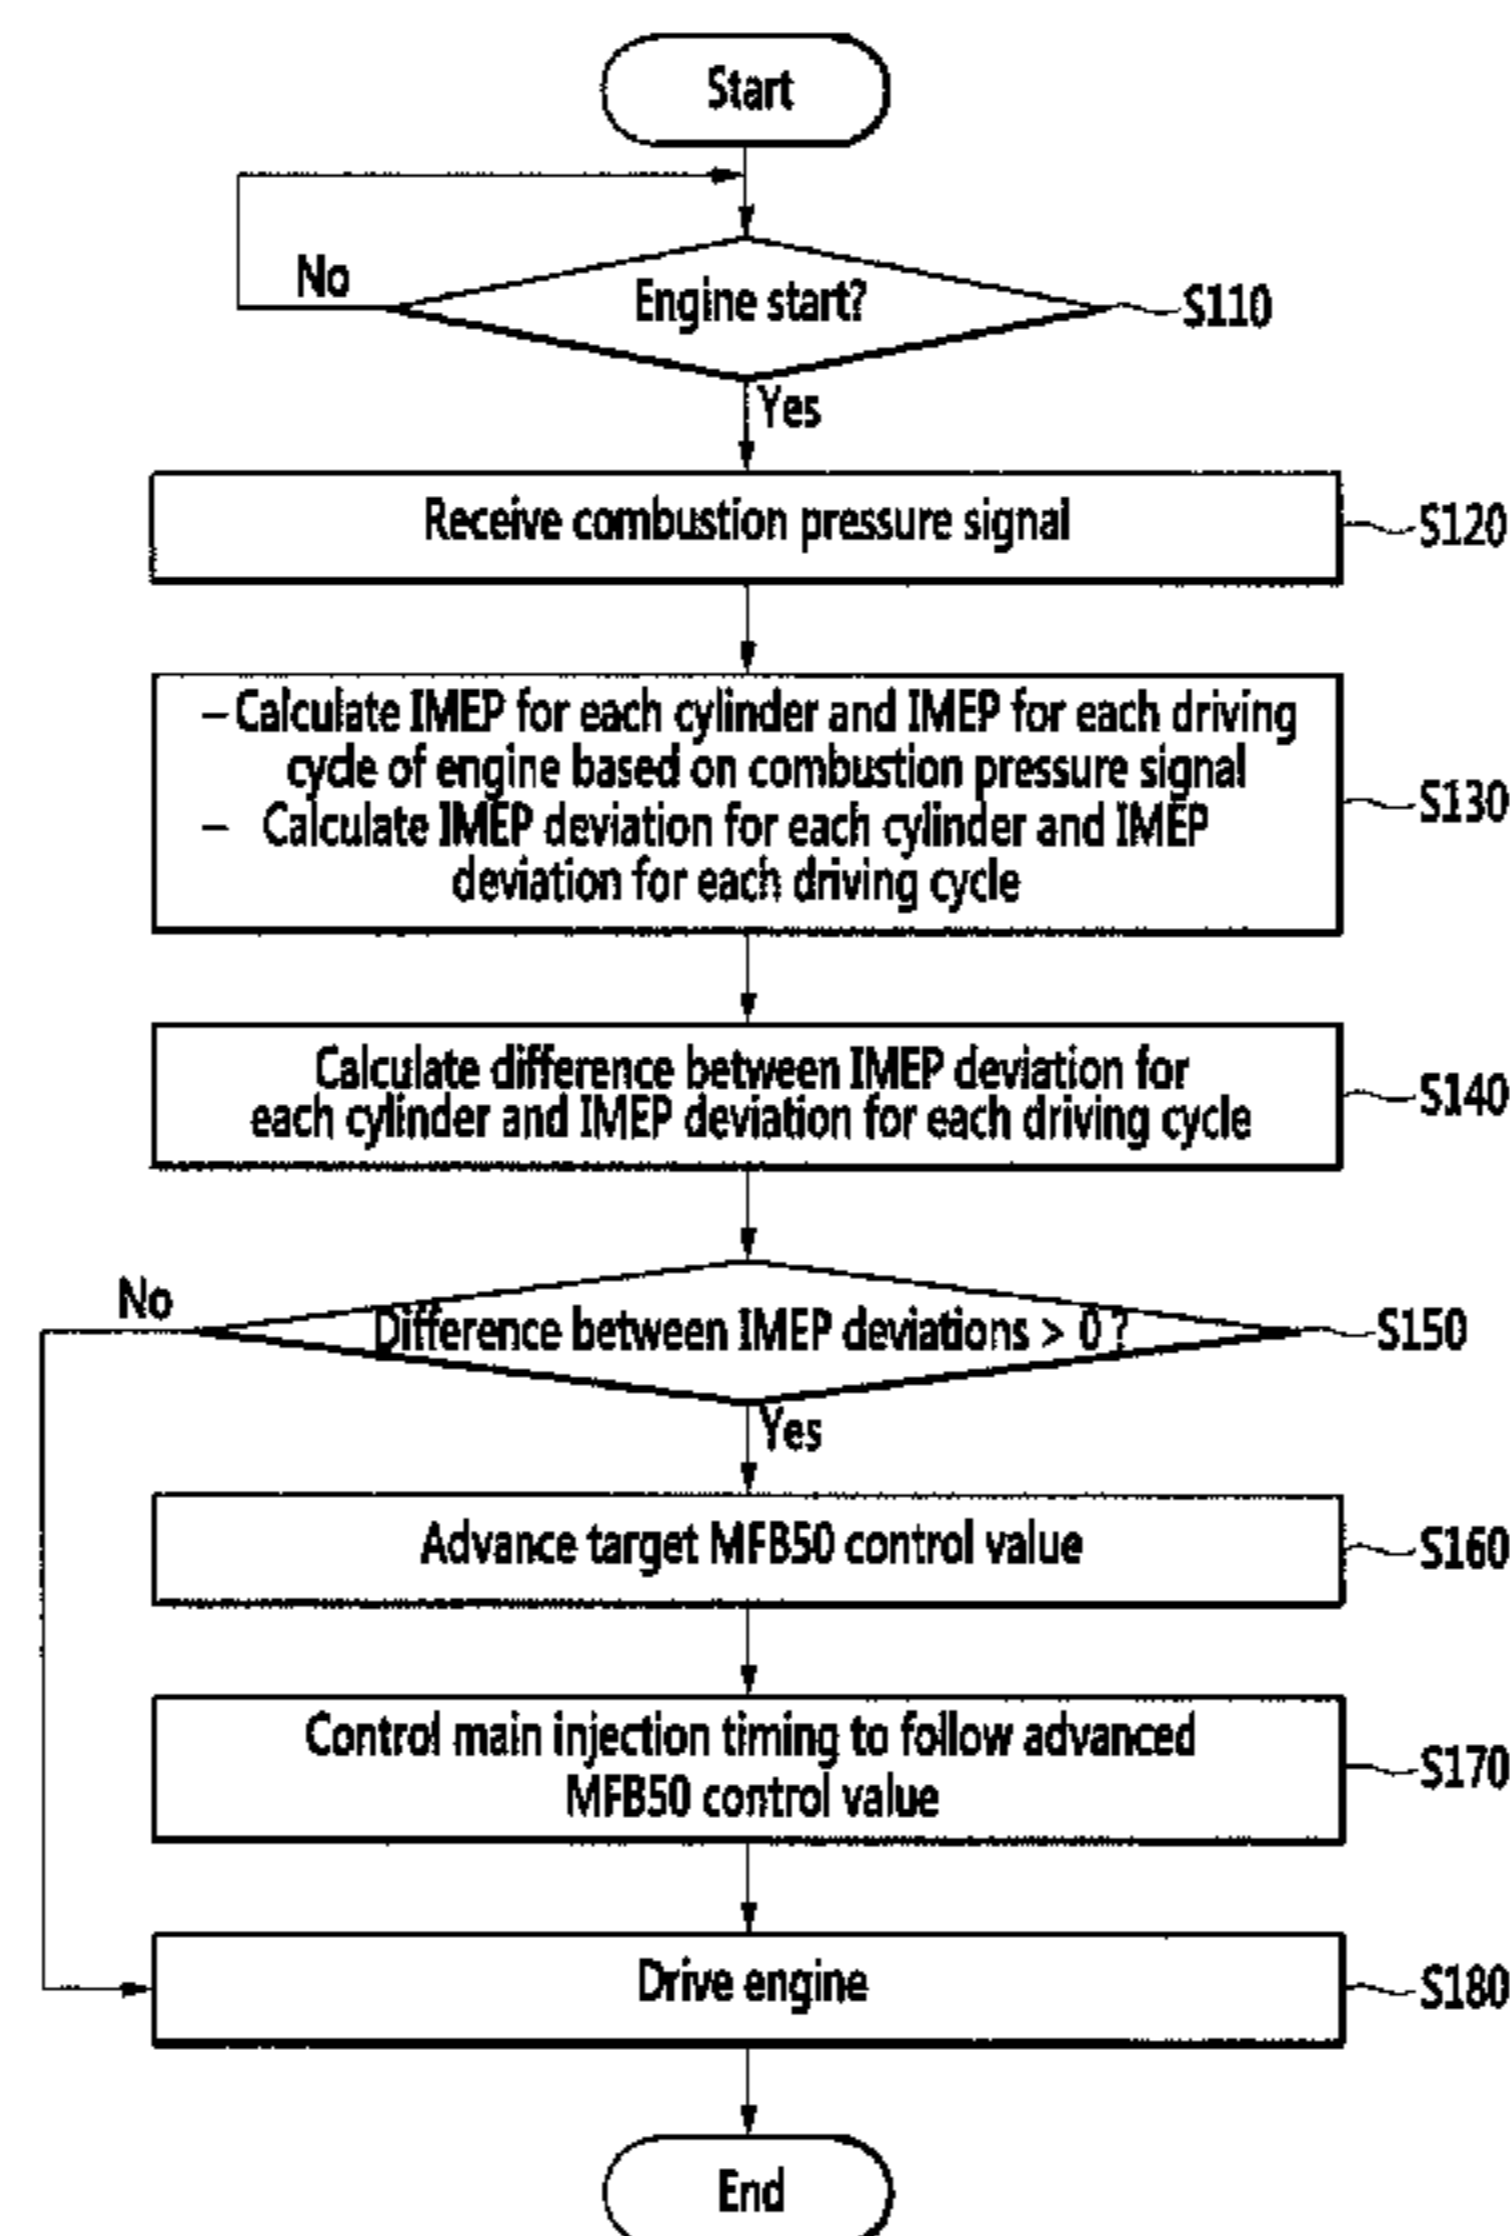 Start
No
Engine start?
S110
Yes
Receive combustion pressure signal
S120
– Calculate IMEP for each cylinder and IMEP for each driving
cycle of engine based on combustion pressure signal
– Calculate IMEP deviation for each cylinder and IMEP
deviation for each driving cycle
S130
Calculate difference between IMEP deviation for
each cylinder and IMEP deviation for each driving cycle
S140
No
Difference between IMEP deviations > 0 ?
S150
Yes
Advance target MFB50 control value
S160
Control main injection timing to follow advanced
MFB50 control value
S170
Drive engine
S180
End